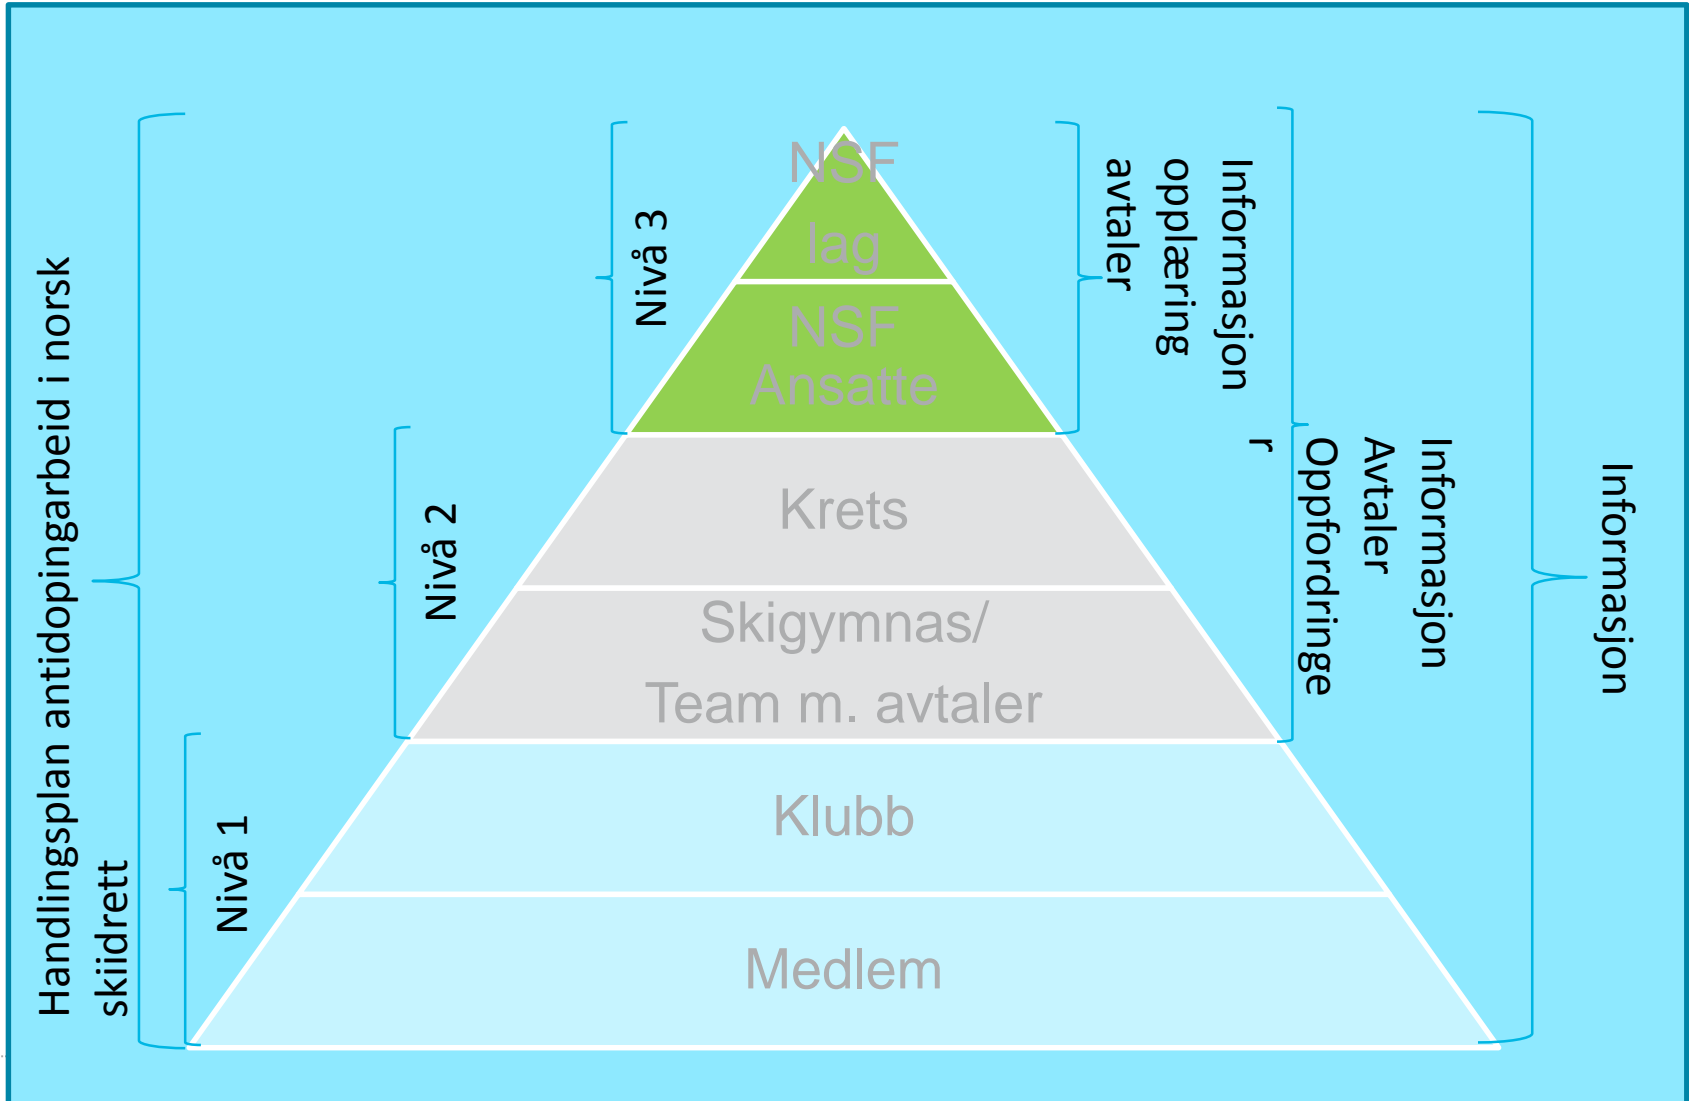 Handlingsplan antidopingarbeid i norsk
skiidrett
Nivå 3
Nivå 2
Nivå 1
NSF
lag
NSF
Ansatte
Krets
Skigymnas/
Team m. avtaler
Klubb
Medlem
Informasjon
opplæring
avtaler
Informasjon
Avtaler
Oppfordringe
r
Informasjon